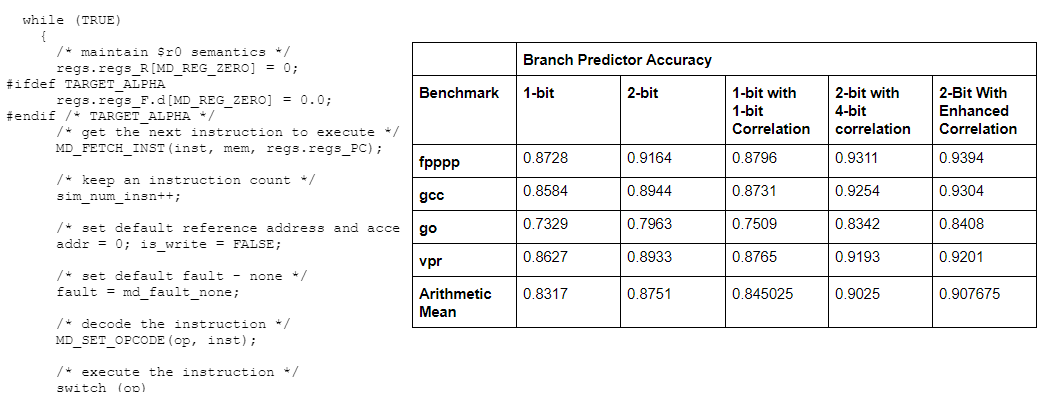 while (TRUE)
{
/* maintain $r0 semantics */
regs.regs_R[MD_REG_ZERO] = 0;
#ifdef TARGET_ALPHA
regs.regs_F.d[MD_REG_ZERO] = 0.0;
#endif /* TARGET_ALPHA */
/* get the next instruction to execute */
MD_FETCH_INST(inst, mem, regs.regs_PC);
/* keep an instruction count */
sim_num_insn++;
/* set default reference address and acce
addr = 0; is_write = FALSE;
/* set default fault - none */
fault = md_fault_none;
/* decode the instruction */
MD_SET_OPCODE(op, inst);
/* execute the instruction */
switch (op)
Branch Predictor Accuracy
Benchmark 1-bit 2-bit 1-bit with 2-bit with 2-Bit With
1-bit 4-bit Enhanced
Correlation correlation Correlation
fpppp 0.8728 0.9164 0.8796 0.9311 0.9394
gcc 0.8584 0.8944 0.8731 0.9254 0.9304
go 0.7329 0.7963 0.7509 0.8342 0.8408
vpr 0.8627 0.8933 0.8765 0.9193 0.9201
Arithmetic 0.8317 0.8751 0.845025 0.9025 0.907675
Mean